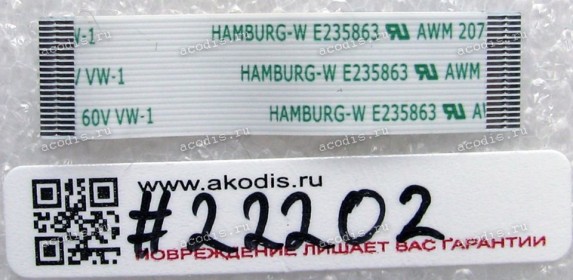 V-1 HAMBURG-W E235863 AWM 207
V VW-1 HAMBURG-W E235863 AWM
60V VW-1 HAMBURG-W E235863
www.akodis.ru
#22202
ПОВРЕЖДЕНИЕ ЛИШАЕТ ВАС ГАРАНТИИ